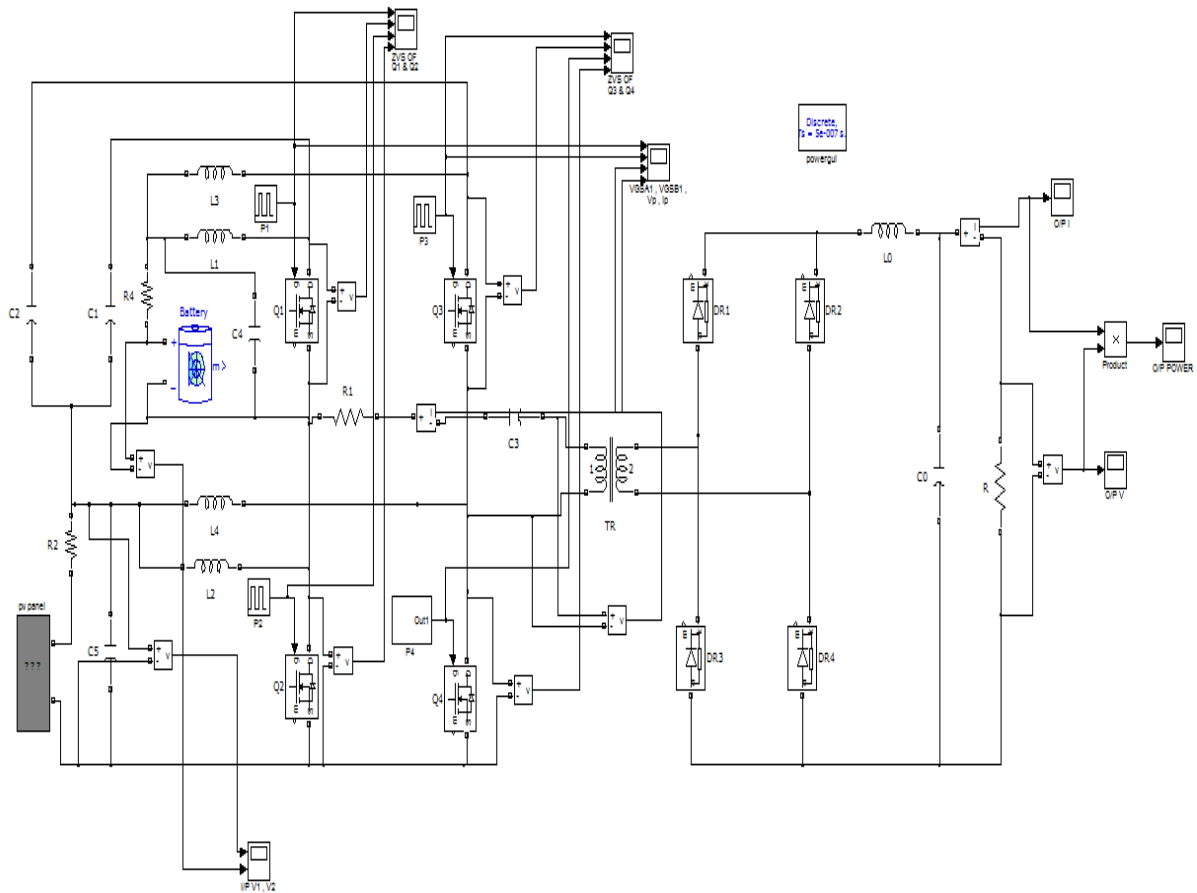 ZVS OF
Q1 & Q2
ZVS OF
Q3 & Q4
Discrete,
Ts = 5e-007 s.
powergui
VGSA1 , VGSB1 ,
Vp , Ip
L3
P1
P3
O/P I
L1
L0
R4
C2
C1
Battery
C4
Q1
Q3
DR1
DR2
Product
O/P POWER
m >
R1
C3
1
2
TR
C0
R
O/P V
L4
R2
L2
P2
Out1
P4
pv panel
? ? ?
C5
Q2
Q4
DR3
DR4
I/P V1 , V2